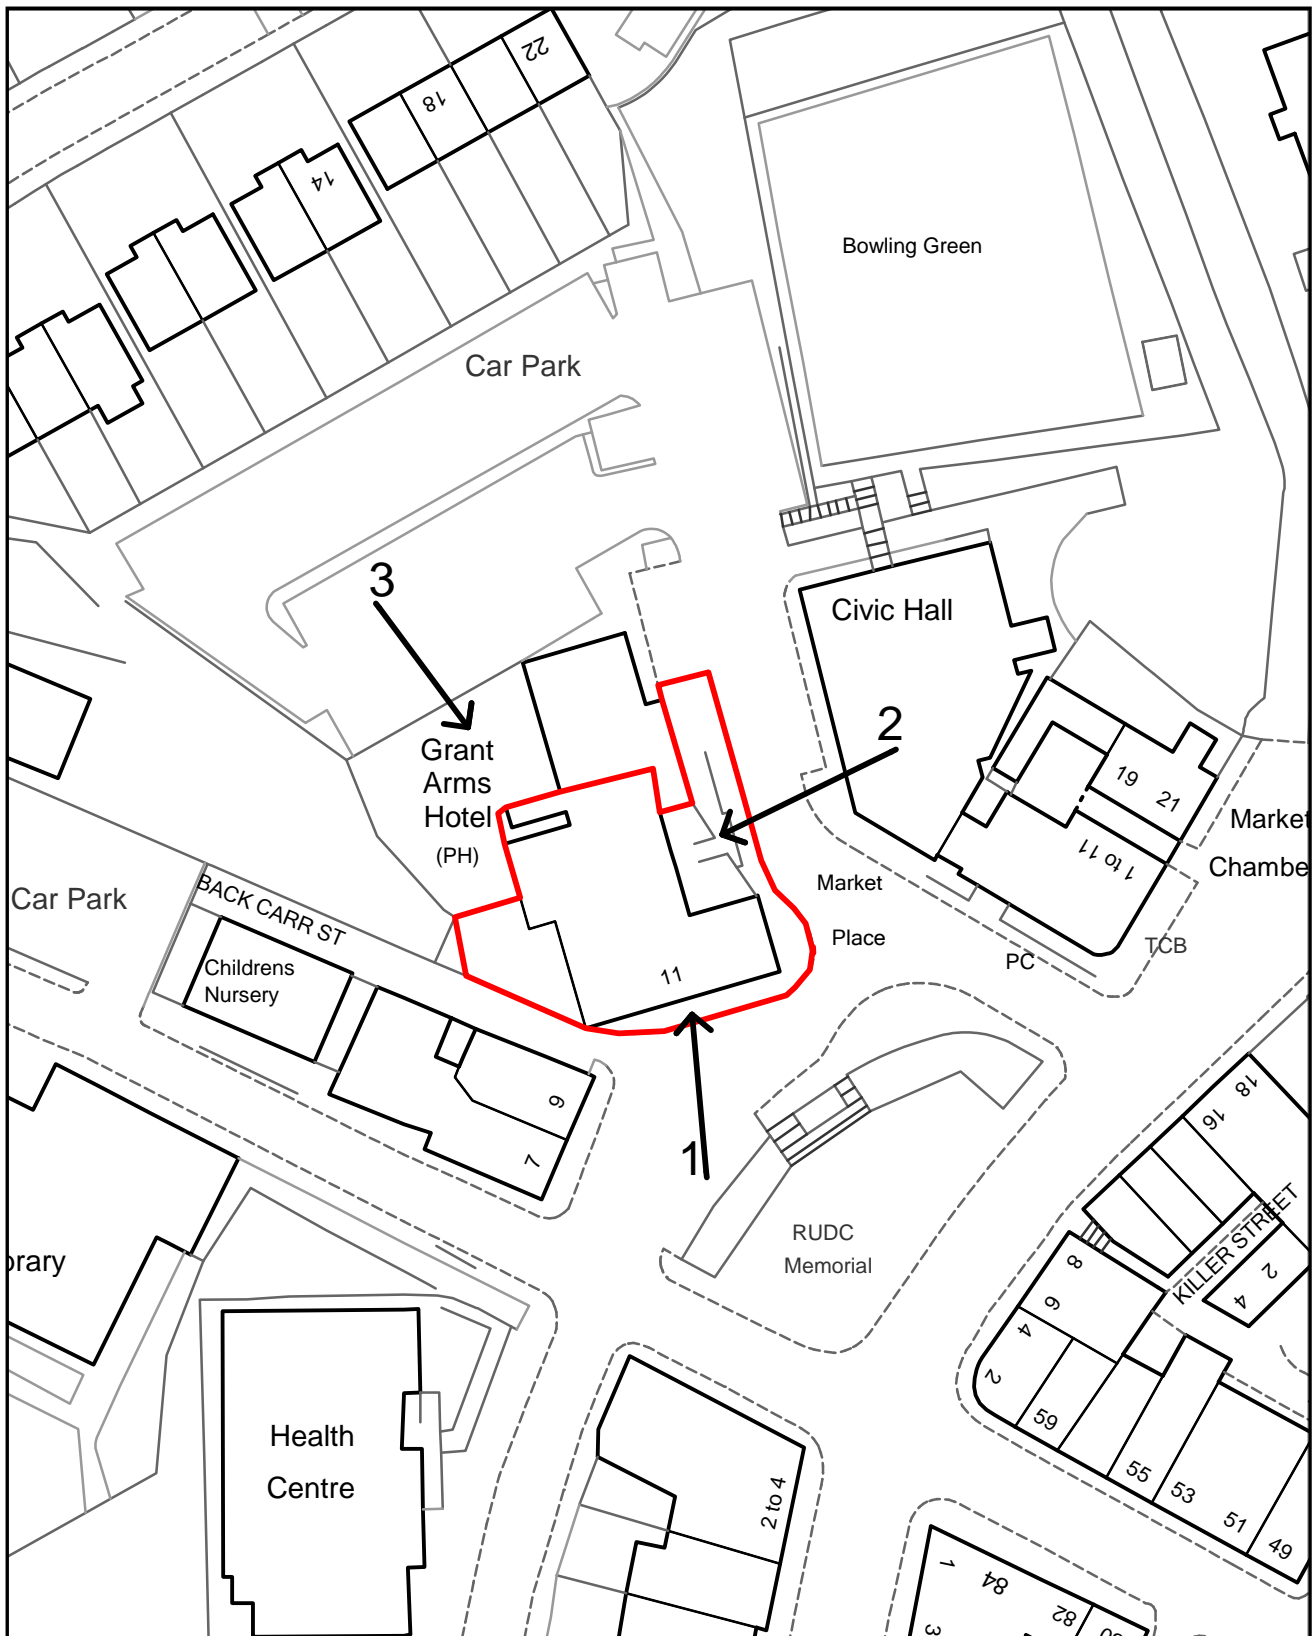 22
18
14
Bowling Green
Car Park
3
Civic Hall
2
Grant
Arms
Hotel
(PH)
19
21
Market
Chambe
1 to 11
Car Park
BACK CARR ST
Market
Place
Childrens
Nursery
11
PC
TCB
9
7
1
18
16
RUDC
Memorial
KILLER STREET
brary
8
6
4
2
2
4
59
55
53
51
49
Health
Centre
2 to 4
1
84
82
3